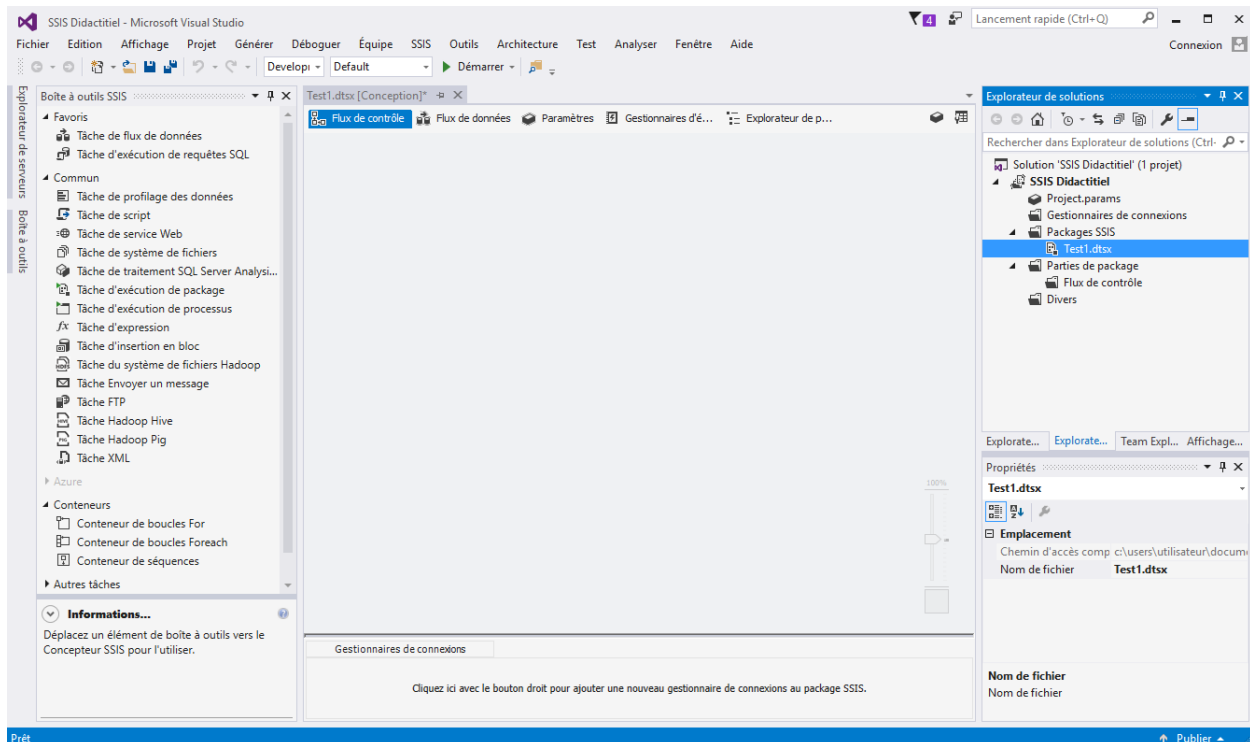 SSIS Didactitiel - Microsoft Visual Studio
4
Lancement rapide (Ctrl+Q)
Fichier Edition Affichage Projet Générer Déboguer Équipe SSIS Outils Architecture Test Analyser Fenêtre Aide
Connexion
Developı
Default
Démarrer
Explorateur de serveurs
Boîte à outils
Boîte à outils SSIS
Favoris
Tâche de flux de données
Tâche d'exécution de requêtes SQL
Commun
Tâche de profilage des données
Tâche de script
Tâche de service Web
Tâche de système de fichiers
Tâche de traitement SQL Server Analysi...
Tâche d'exécution de package
Tâche d'exécution de processus
fx Tâche d'expression
Tâche d'insertion en bloc
Tâche du système de fichiers Hadoop
Tâche Envoyer un message
Tâche FTP
Tâche Hadoop Hive
Tâche Hadoop Pig
Tâche XML
Azure
Conteneurs
Conteneur de boucles For
Conteneur de boucles Foreach
Conteneur de séquences
Autres tâches
Informations...
Déplacez un élément de boîte à outils vers le
Concepteur SSIS pour l'utiliser.
Test1.dtsx [Conception]*
Flux de contrôle
Flux de données
Paramètres
Gestionnaires d'é...
Explorateur de p...
100%
Gestionnaires de connexions
Cliquez ici avec le bouton droit pour ajouter une nouveau gestionnaire de connexions au package SSIS.
Explorateur de solutions
Rechercher dans Explorateur de solutions (Ctrl-
Solution 'SSIS Didactitiel' (1 projet)
SSIS Didactitiel
Project.params
Gestionnaires de connexions
Packages SSIS
Test1.dtsx
Parties de package
Flux de contrôle
Divers
Explorate... Explorate... Team Expl... Affichage...
Propriétés
Test1.dtsx
Emplacement
Chemin d'accès comp c:\users\utilisateur\docum
Nom de fichier Test1.dtsx
Nom de fichier
Nom de fichier
Prêt
Publier